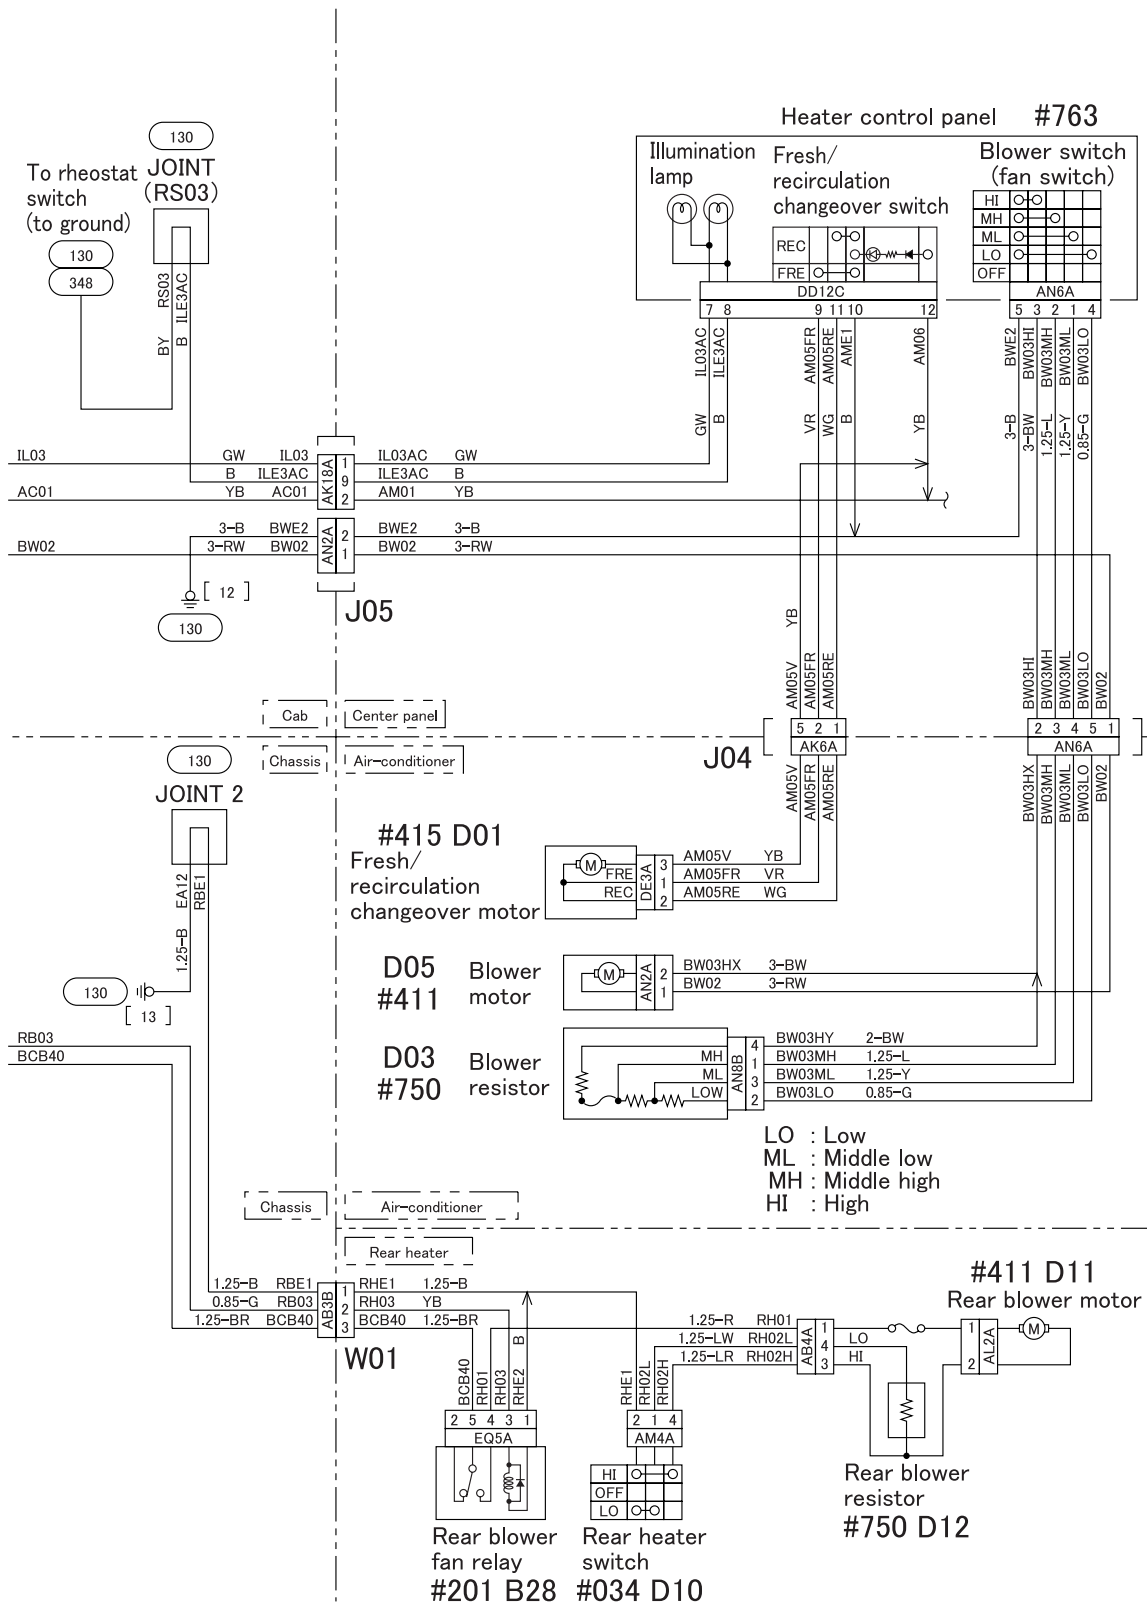 Heater control panel #763
130
JOINT
(RS03)
To rheostat
switch
(to ground)
130
348
BY RS03
B ILE3AC
Illumination
lamp
Fresh/
recirculation
changeover switch
REC
FRE
Blower switch
(fan switch)
HI
MH
ML
LO
OFF
DD12C
AN6A
7 8 9 11 10 12
5 3 2 1 4
IL03AC
ILE3AC
AM05FR
AM05RE
AME1
AM06
BWE2
BW03HI
BW03MH
BW03ML
BW03LO
GW
B
VR
WG
B
YB
3-B
3-BW
1.25-L
1.25-Y
0.85-G
IL03 GW IL03 1 IL03AC GW
B ILE3AC 9 ILE3AC B
AC01 YB AC01 2 AM01 YB
AK18A
3-B BWE2 2 BWE2 3-B
BW02 3-RW BW02 1 BW02 3-RW
AN2A
[ 12 ]
130
J05
YB
AM05V
AM05FR
AM05RE
BW03HI
BW03MH
BW03ML
BW03LO
BW02
Cab
Center panel
Chassis
Air-conditioner
J04
5 2 1
AK6A
2 3 4 5 1
AN6A
AM05V
AM05FR
AM05RE
BW03HX
BW03MH
BW03ML
BW03LO
BW02
130
JOINT 2
EA12
RBE1
1.25-B
130
[ 13 ]
#415 D01
Fresh/
recirculation
changeover motor
M
FRE
REC
DE3A
3 AM05V YB
1 AM05FR VR
2 AM05RE WG
D05
#411
Blower
motor
M
AN2A
2 BW03HX 3-BW
1 BW02 3-RW
RB03
BCB40
D03
#750
Blower
resistor
MH
ML
LOW
AN8B
4 BW03HY 2-BW
1 BW03MH 1.25-L
3 BW03ML 1.25-Y
2 BW03LO 0.85-G
LO : Low
ML : Middle low
MH : Middle high
HI : High
Chassis
Air-conditioner
Rear heater
1.25-B RBE1 1 RHE1 1.25-B
0.85-G RB03 2 RH03 YB
1.25-BR BCB40 3 BCB40 1.25-BR
AB3B
W01
BCB40
RH01
RH03
RHE2
B
2 5 4 3 1
EQ5A
Rear blower
fan relay
#201 B28
RHE1
RH02L
RH02H
2 1 4
AM4A
HI
OFF
LO
Rear heater
switch
#034 D10
1.25-R RH01 1
1.25-LW RH02L 4 LO
1.25-LR RH02H 3 HI
AB4A
#411 D11
Rear blower motor
1
2
AL2A
M
Rear blower
resistor
#750 D12